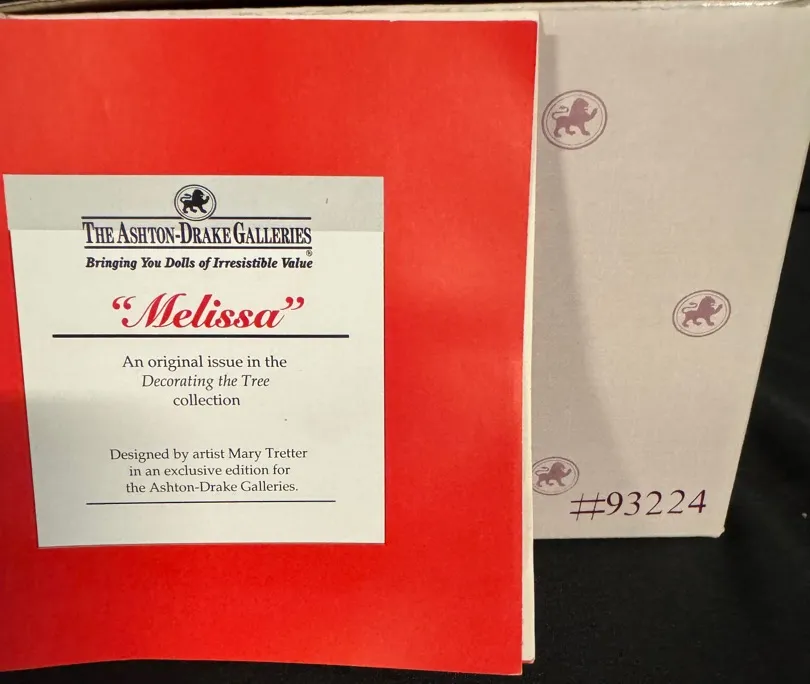 THE ASHTON-DRAKE GALLERIES
®
Bringing You Dolls of Irresistible Value
“Melissa”
An original issue in the
Decorating the Tree
collection
Designed by artist Mary Tretter
in an exclusive edition for
the Ashton-Drake Galleries.
#93224